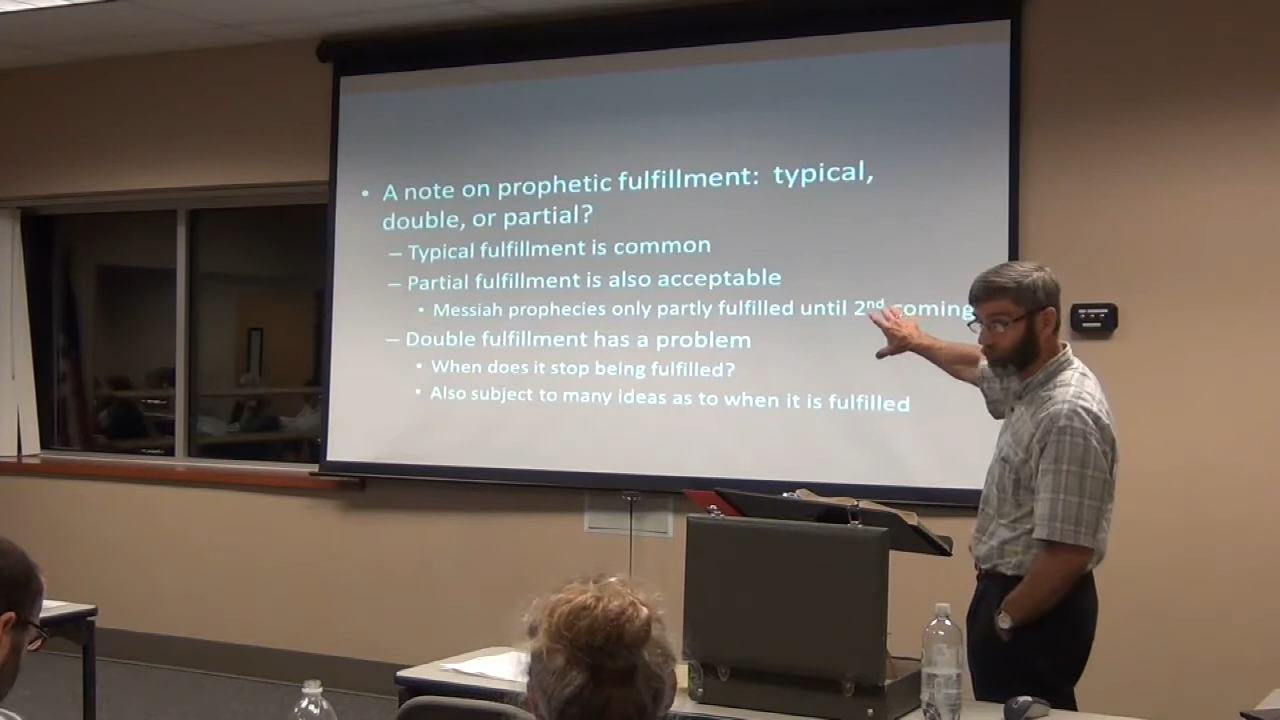 • A note on prophetic fulfillment: typical,
double, or partial?
– Typical fulfillment is common
– Partial fulfillment is also acceptable
• Messiah prophecies only partly fulfilled until 2nd coming
– Double fulfillment has a problem
• When does it stop being fulfilled?
• Also subject to many ideas as to when it is fulfilled